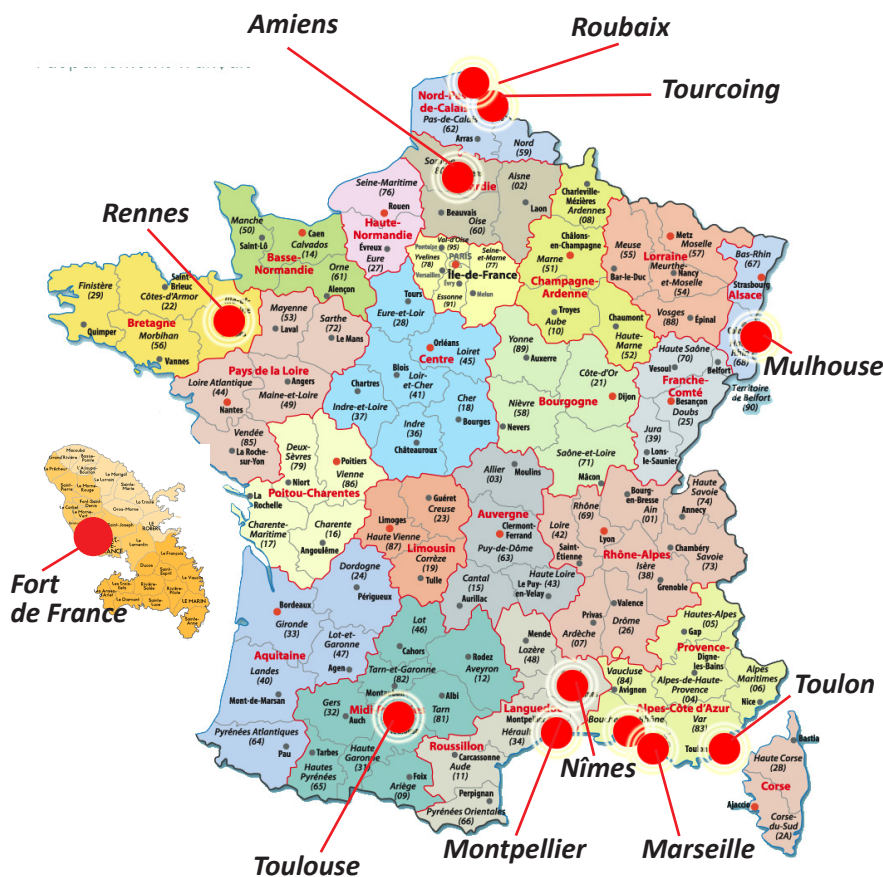 Amiens
Roubaix
Tourcoing
Rennes
Mulhouse
Fort
de France
Toulouse
Montpellier
Nîmes
Marseille
Toulon
Nord-Pas
de-Calais
Pas-de-Calais
(62)
Arras
Nord
(59)
Seine-Maritime
(76)
Rouen
Haute-
Normandie
Évreux
Eure
(27)
Beauvais
Oise
(60)
Aisne
(02)
Laon
Charleville-
Mézières
Ardennes
(08)
Châlons-
en-Champagne
Marne
(51)
Champagne-
Ardenne
Troyes
Aube
(10)
Chaumont
Haute-
Marne
(52)
Meuse
(55)
Bar-le-Duc
Lorraine
Metz
Moselle
(57)
Meurthe-
et-Moselle
(54)
Nancy
Vosges
(88)
Épinal
Bas-Rhin
(67)
Strasbourg
Alsace
(68)
Manche
(50)
Saint-Lô
Caen
Calvados
(14)
Basse-
Normandie
Orne
(61)
Alençon
Pontoise
Val-d'Oise
(95)
Yvelines
(78)
Versailles
PARIS
Seine-et-
Marne
(77)
Île-de-France
Évry
Melun
Essonne
(91)
Finistère
(29)
Quimper
Saint-
Brieuc
Côtes-d'Armor
(22)
Bretagne
Morbihan
(56)
Vannes
Mayenne
(53)
Laval
Sarthe
(72)
Le Mans
Pays de la Loire
Loire Atlantique
(44)
Nantes
Angers
Maine-et-Loire
(49)
Vendée
(85)
La Roche-
sur-Yon
Tours
Eure-et-Loir
(28)
Orléans
Centre
Loiret
(45)
Blois
Loir-
et-Cher
(41)
Chartres
Indre-et-Loire
(37)
Cher
(18)
Bourges
Indre
(36)
Châteauroux
Yonne
(89)
Auxerre
Côte-d'Or
(21)
Dijon
Bourgogne
Nièvre
(58)
Nevers
Saône-et-Loire
(71)
Mâcon
Haute Saône
(70)
Vesoul
Belfort
Franche-
Comté
Besançon
Doubs
(25)
Jura
(39)
Lons-
le-Saunier
Territoire
de Belfort
(90)
Deux-
Sèvres
(79)
Niort
Poitiers
Vienne
(86)
Poitou-Charentes
La
Rochelle
Charente-
Maritime
(17)
Charente
(16)
Angoulême
Guéret
Creuse
(23)
Limoges
Haute Vienne
(87)
Limousin
Corrèze
(19)
Tulle
Allier
(03)
Moulins
Auvergne
Clermont-
Ferrand
Puy-de-Dôme
(63)
Cantal
(15)
Aurillac
Haute Loire
(43)
Le Puy-
en-Velay
Rhône
(69)
Loire
(42)
Saint-
Étienne
Lyon
Bourg-
en-Bresse
Ain
(01)
Haute
Savoie
(74)
Annecy
Rhône-Alpes
Chambéry
Savoie
(73)
Isère
(38)
Grenoble
Valence
Drôme
(26)
Privas
Ardèche
(07)
Dordogne
(24)
Périgueux
Bordeaux
Gironde
(33)
Lot-et-
Garonne
(47)
Agen
Aquitaine
Landes
(40)
Mont-de-Marsan
Pyrénées Atlantiques
(64)
Pau
Lot
(46)
Cahors
Rodez
Aveyron
(12)
Tarn-et-Garonne
(82)
Albi
Tarn
(81)
Gers
(32)
Auch
Haute
Garonne
(31)
Tarbes
Hautes
Pyrénées
(65)
Foix
Ariège
(09)
Mende
Lozère
(48)
Hérault
(34)
Roussillon
Carcassonne
Aude
(11)
Perpignan
Pyrénées Orientales
(66)
Hautes-Alpes
(05)
Gap
Provence-
Digne-
les-Bains
Alpes-de-Haute-
Provence
(04)
Alpes
Maritimes
(06)
Nice
Vaucluse
(84)
Avignon
Alpes-Côte d'Azur
Var
(83)
Toulon
Bastia
Haute Corse
(2B)
Corse
Ajaccio
Corse-
du-Sud
(2A)